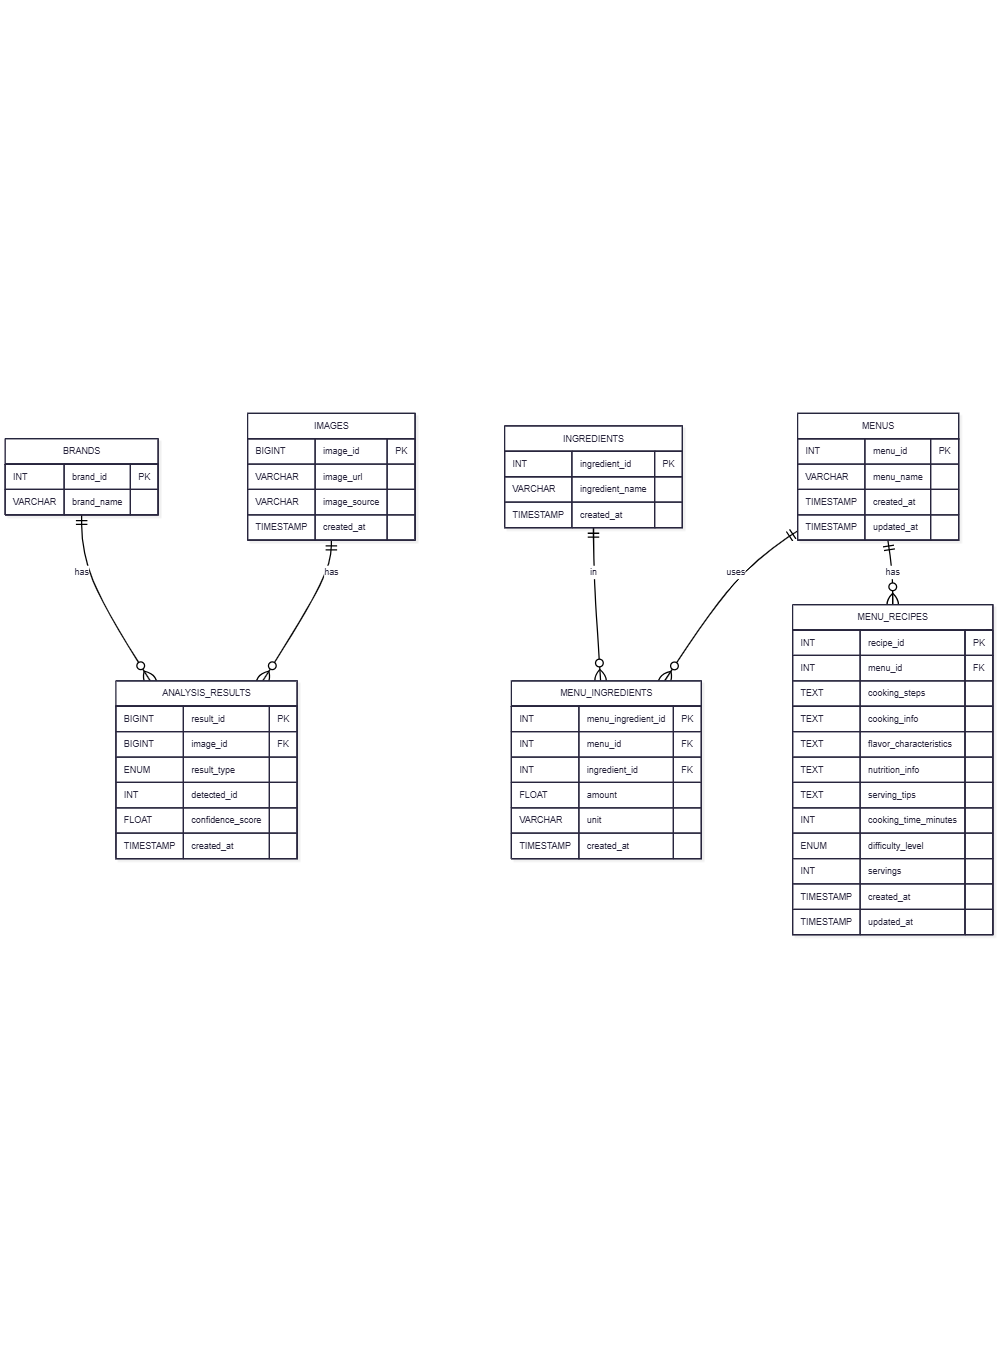 BRANDS
INT brand_id PK
VARCHAR brand_name
IMAGES
BIGINT image_id PK
VARCHAR image_url
VARCHAR image_source
TIMESTAMP created_at
INGREDIENTS
INT ingredient_id PK
VARCHAR ingredient_name
TIMESTAMP created_at
MENUS
INT menu_id PK
VARCHAR menu_name
TIMESTAMP created_at
TIMESTAMP updated_at
has
has
in
uses
has
ANALYSIS_RESULTS
BIGINT result_id PK
BIGINT image_id FK
ENUM result_type
INT detected_id
FLOAT confidence_score
TIMESTAMP created_at
MENU_INGREDIENTS
INT menu_ingredient_id PK
INT menu_id FK
INT ingredient_id FK
FLOAT amount
VARCHAR unit
TIMESTAMP created_at
MENU_RECIPES
INT recipe_id PK
INT menu_id FK
TEXT cooking_steps
TEXT cooking_info
TEXT flavor_characteristics
TEXT nutrition_info
TEXT serving_tips
INT cooking_time_minutes
ENUM difficulty_level
INT servings
TIMESTAMP created_at
TIMESTAMP updated_at